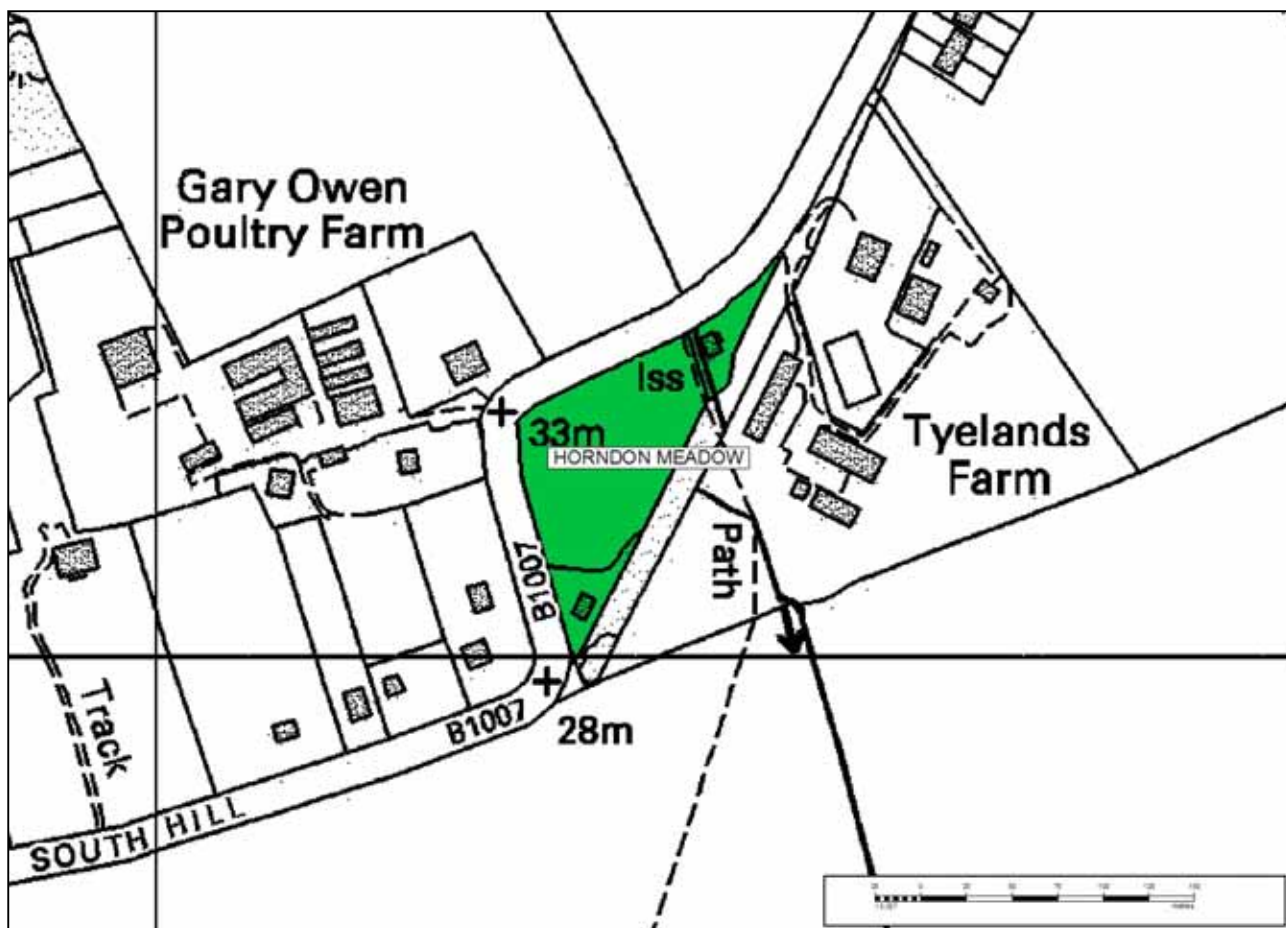 Gary Owen
Poultry Farm
Iss
33m
HORNDON MEADOW
Tyelands
Farm
Path
B1007
Track
B1007
28m
SOUTH HILL